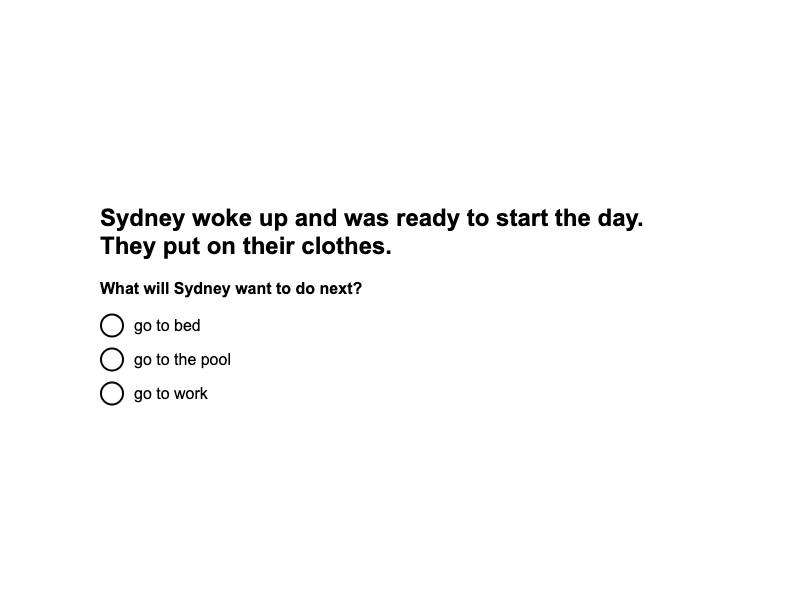 Sydney woke up and was ready to start the day.
They put on their clothes.
What will Sydney want to do next?
go to bed
go to the pool
go to work